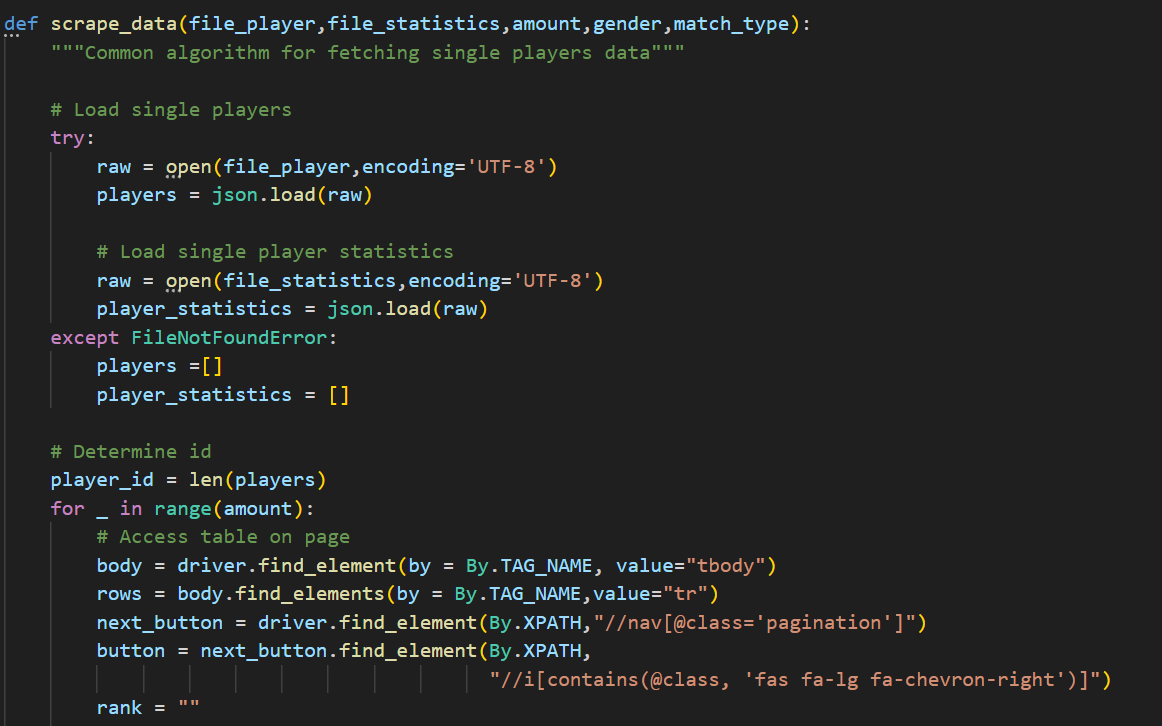 def scrape_data(file_player,file_statistics,amount,gender,match_type):
    """Common algorithm for fetching single players data"""

    # Load single players
    try:
        raw = open(file_player,encoding='UTF-8')
        players = json.load(raw)

        # Load single player statistics
        raw = open(file_statistics,encoding='UTF-8')
        player_statistics = json.load(raw)
    except FileNotFoundError:
        players =[]
        player_statistics = []

    # Determine id
    player_id = len(players)
    for _ in range(amount):
        # Access table on page
        body = driver.find_element(by = By.TAG_NAME, value="tbody")
        rows = body.find_elements(by = By.TAG_NAME,value="tr")
        next_button = driver.find_element(By.XPATH,"//nav[@class='pagination']")
        button = next_button.find_element(By.XPATH,
                                          "//i[contains(@class, 'fas fa-lg fa-chevron-right')]")
        rank = ""